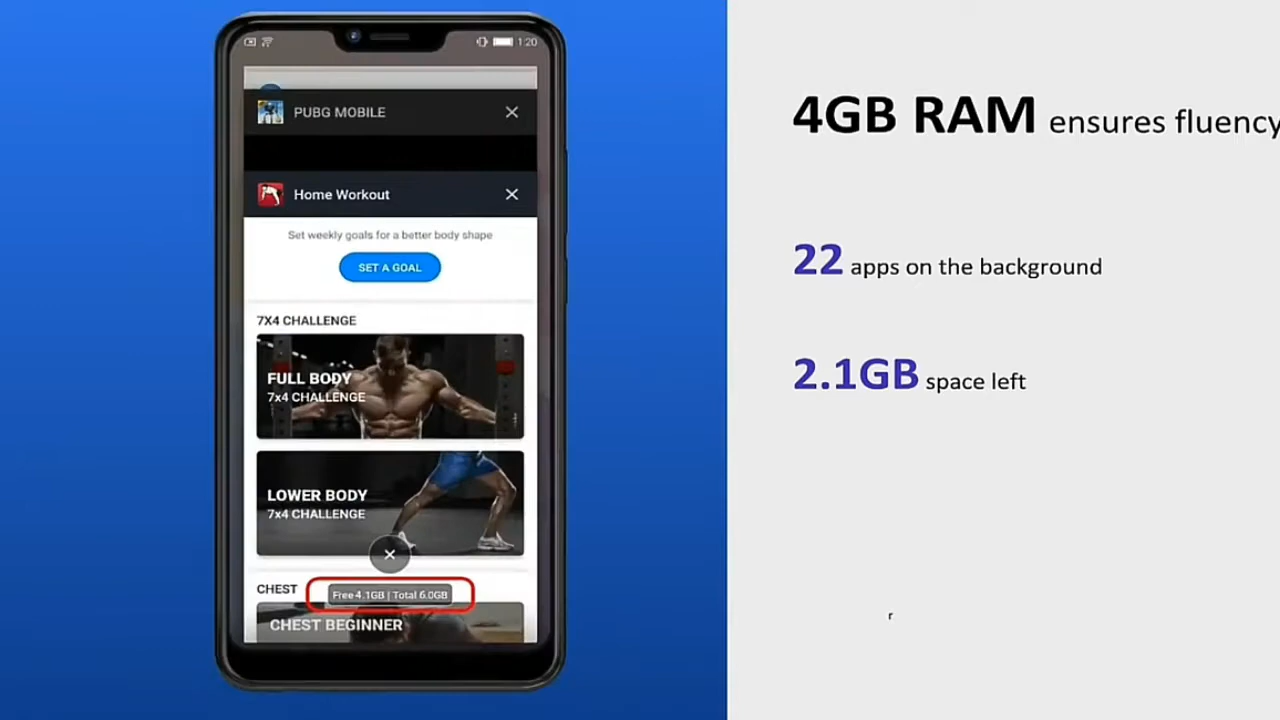 1:20
PUBG MOBILE
Home Workout
Set weekly goals for a better body shape
SET A GOAL
7X4 CHALLENGE
FULL BODY
7x4 CHALLENGE
LOWER BODY
7x4 CHALLENGE
CHEST
Free 4.1GB | Total 6.0GB
CHEST BEGINNER
4GB RAM ensures fluency
22 apps on the background
2.1GB space left
r